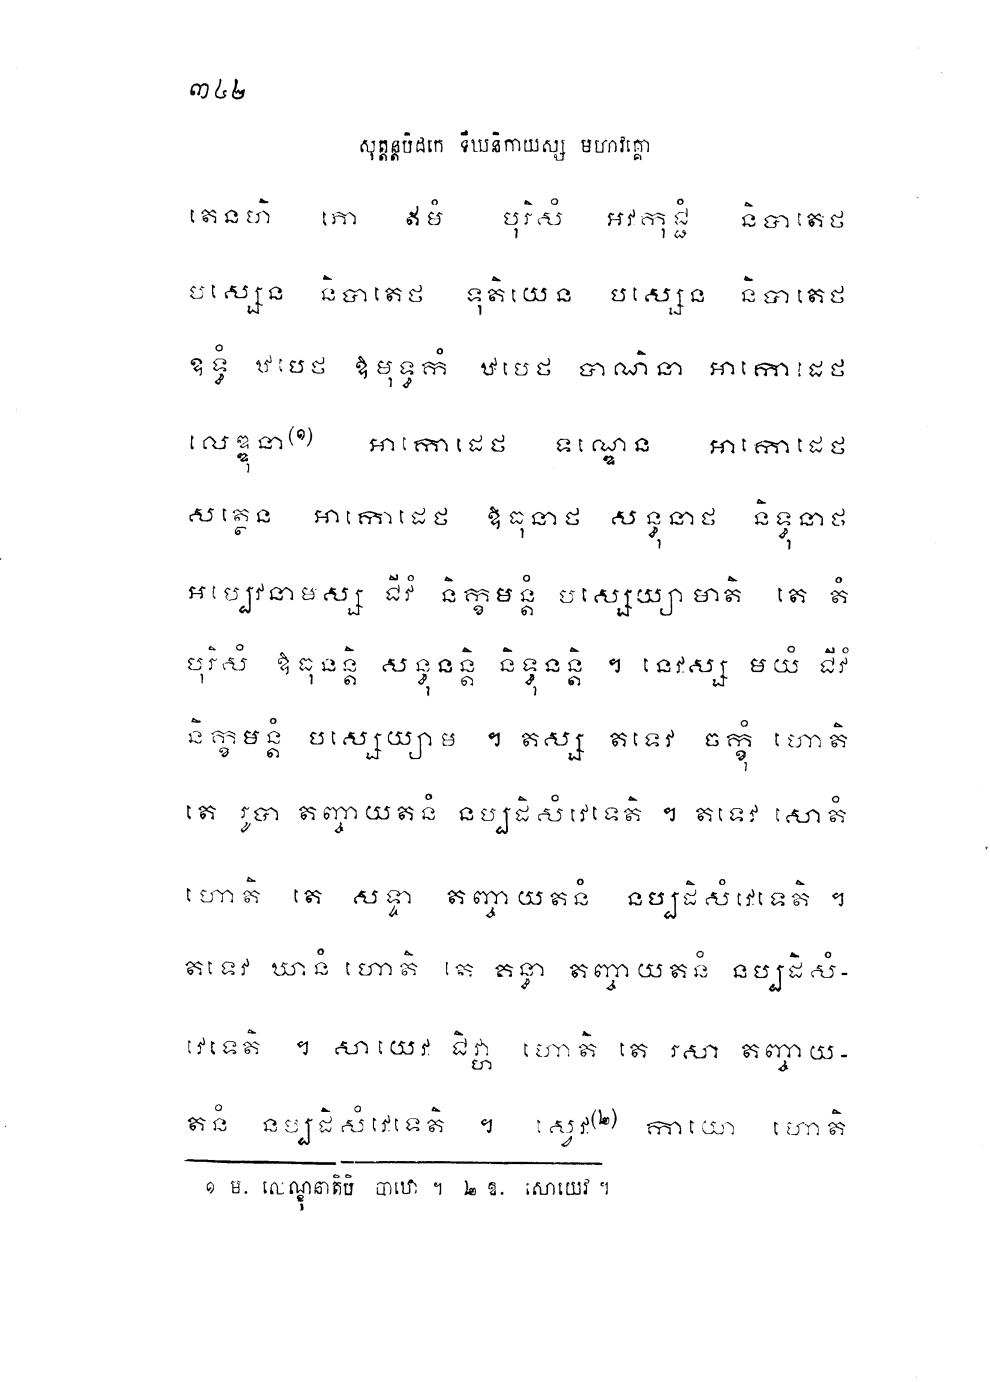 ៣៤២
សុត្តន្តបិដកេ ទីឃនិកាយស្ស មហាវគ្គោ
តេនហិ ភោ ឥមំ បុរិសំ អវកុជ្ជំ និបាតេថ
បស្សេន និបាតេថ ទុតិយេន បស្សេន និបាតេថ
ឧទ្ធំ ឋបេថ ឱមុទ្ធកំ ឋបេថ បាណិនា អាកោដេថ
លេឌ្ឌុនា(១) អាកោដេថ ទណ្ឌេន អាកោដេថ
សត្ថេន អាកោដេថ ឱធុនាថ សន្ធុនាថ និទ្ធុនាថ
អប្បេវនាមស្ស ជីវំ និក្ខមន្តំ បស្សេយ្យាមាតិ តេ តំ
បុរិសំ ឱធុនន្តិ សន្ធុនន្តិ និទ្ធុនន្តិ ។ នេវស្ស មយំ ជីវំ
និក្ខមន្តំ បស្សេយ្យាម ។ តស្ស តទេវ ចក្ខុំ ហោតិ
តេ រូបា តញ្ចាយតនំ នប្បដិសំវេទេតិ ។ តទេវ សោតំ
ហោតិ តេ សទ្ទា តញ្ចាយតនំ នប្បដិសំវេទេតិ ។
តទេវ ឃានំ ហោតិ តេ គន្ធា តញ្ចាយតនំ នប្បដិសំ-
វេទេតិ ។ សាយេវ ជិវ្ហា ហោតិ តេ រសា តញ្ចាយ-
តនំ នប្បដិសំវេទេតិ ។ ស្វេវ(២) កាយោ ហោតិ
១ ម. លេណ្ឌុនាតិបិ បាឋោ ។ ២ ឧ. សោយេវ ។